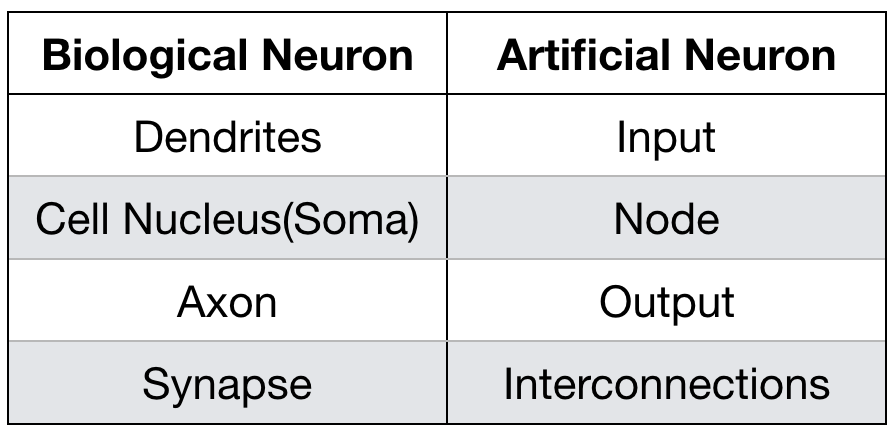 Biological Neuron Artificial Neuron
Dendrites Input
Cell Nucleus(Soma) Node
Axon Output
Synapse Interconnections